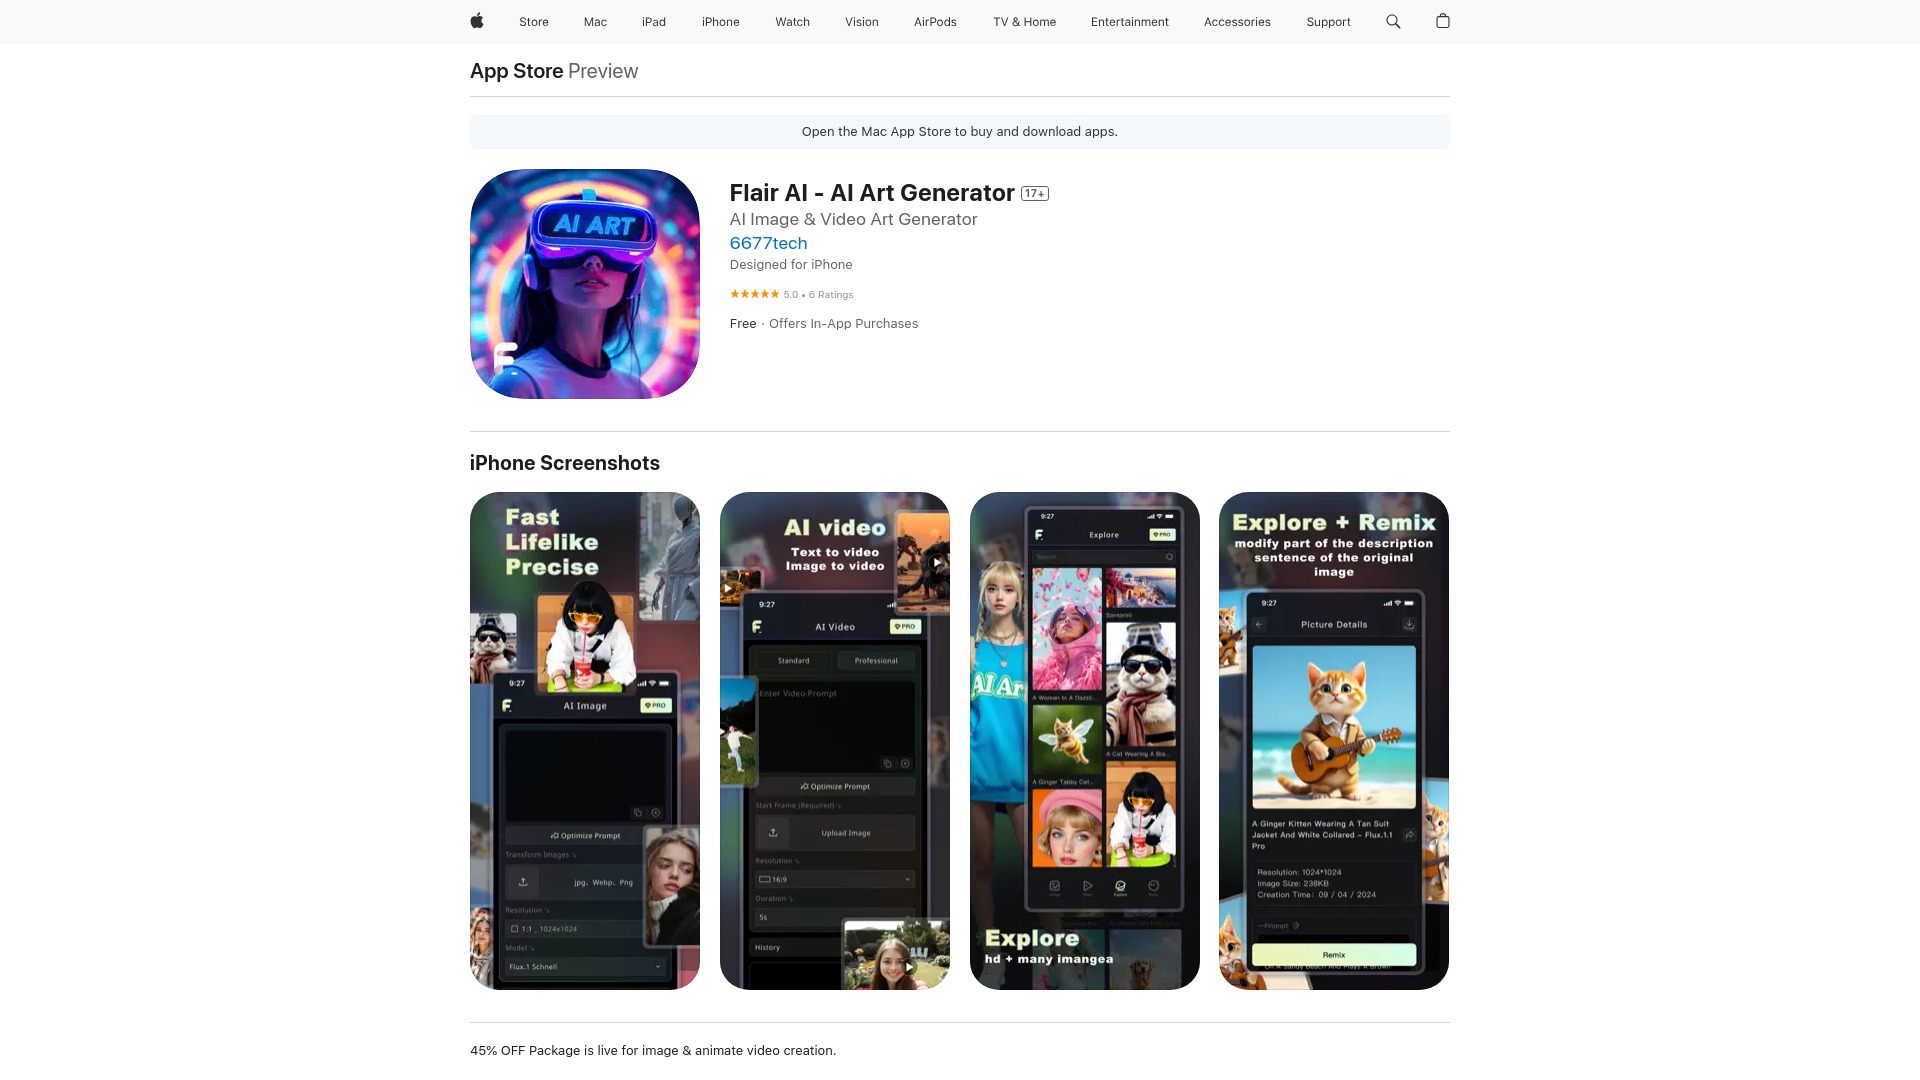 Store
Mac
iPad
iPhone
Watch
Vision
AirPods
TV & Home
Entertainment
Accessories
Support
App Store Preview
Open the Mac App Store to buy and download apps.
AI ART
F
Flair AI - AI Art Generator 17+
AI Image & Video Art Generator
6677tech
Designed for iPhone
5.0 • 6 Ratings
Free · Offers In-App Purchases
iPhone Screenshots
Fast
Lifelike
Precise
9:27
F
AI Image
PRO
Optimize Prompt
Transform Images
jpg, Webp, Png
Resolution
1:1 _ 1024x1024
Model
Flux.1 Schnell
AI video
Text to video
Image to video
9:27
F
AI Video
PRO
Standard
Professional
Enter Video Prompt
Optimize Prompt
Start Frame (Required)
Upload Image
Resolution
16:9
Duration
5s
History
9:27
F
Explore
PRO
Search
Santorini
A Woman In A Dazzli...
A Cat Wearing A Bla...
A Ginger Tabby Cat...
AI Ar
Explore
Explore
hd + many imangea
Explore + Remix
modify part of the description
sentence of the original
image
9:27
Picture Details
A Ginger Kitten Wearing A Tan Suit
Jacket And White Collared - Flux.1.1
Pro
Resolution: 1024*1024
Image Size: 238KB
Creation Time: 09 / 04 / 2024
Prompt
Remix
On A Sandy Beach And Plays A Brown
45% OFF Package is live for image & animate video creation.